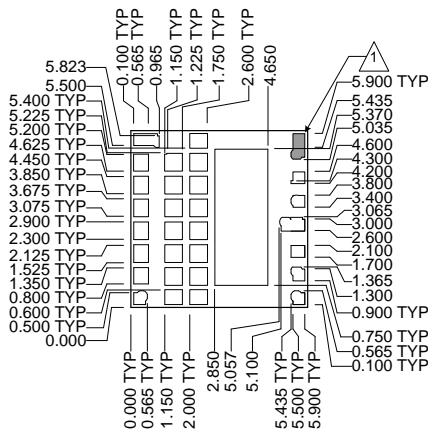 0.100 TYP
0.565 TYP
0.965
1.150 TYP
1.225 TYP
1.750 TYP
2.600 TYP
4.650
1
5.823
5.500
5.400 TYP
5.225 TYP
5.200 TYP
4.625 TYP
4.450 TYP
3.850 TYP
3.675 TYP
3.075 TYP
2.900 TYP
2.300 TYP
2.125 TYP
1.525 TYP
1.350 TYP
0.800 TYP
0.600 TYP
0.500 TYP
0.000
5.900 TYP
5.435
5.370
5.035
4.600
4.300
4.200
3.800
3.400
3.065
3.000
2.600
2.100
1.700
1.365
1.300
0.900 TYP
0.750 TYP
0.565 TYP
0.100 TYP
0.000 TYP
0.565 TYP
1.150 TYP
2.000 TYP
2.850
5.057
5.100
5.435 TYP
5.500 TYP
5.900 TYP